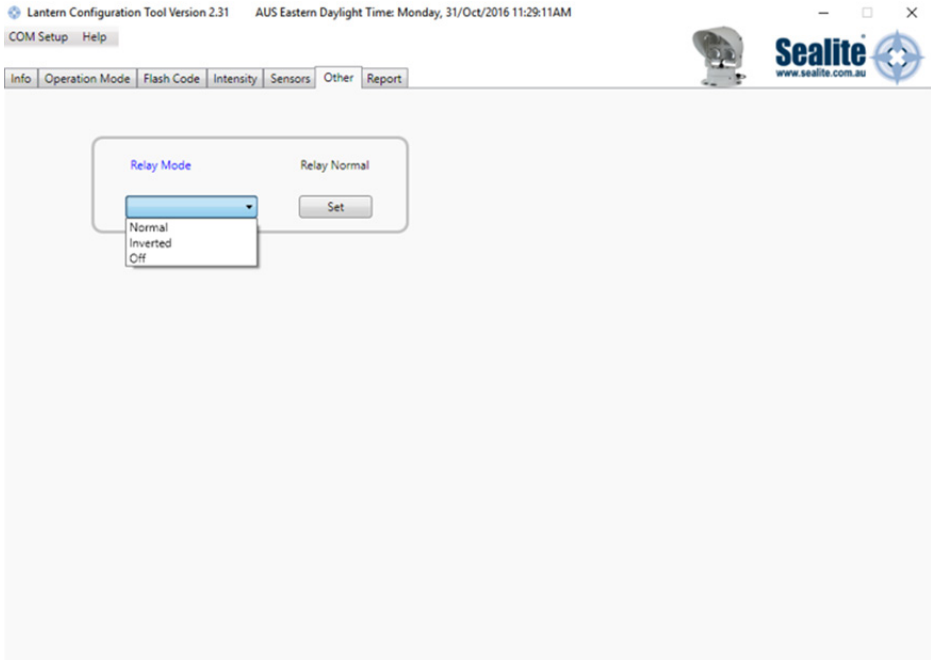 Lantern Configuration Tool Version 2.31 AUS Eastern Daylight Time: Monday, 31/Oct/2016 11:29:11AM
COM Setup Help
Sealite
www.sealite.com.au
Info Operation Mode Flash Code Intensity Sensors Other Report
Relay Mode Relay Normal
Set
Normal
Inverted
Off